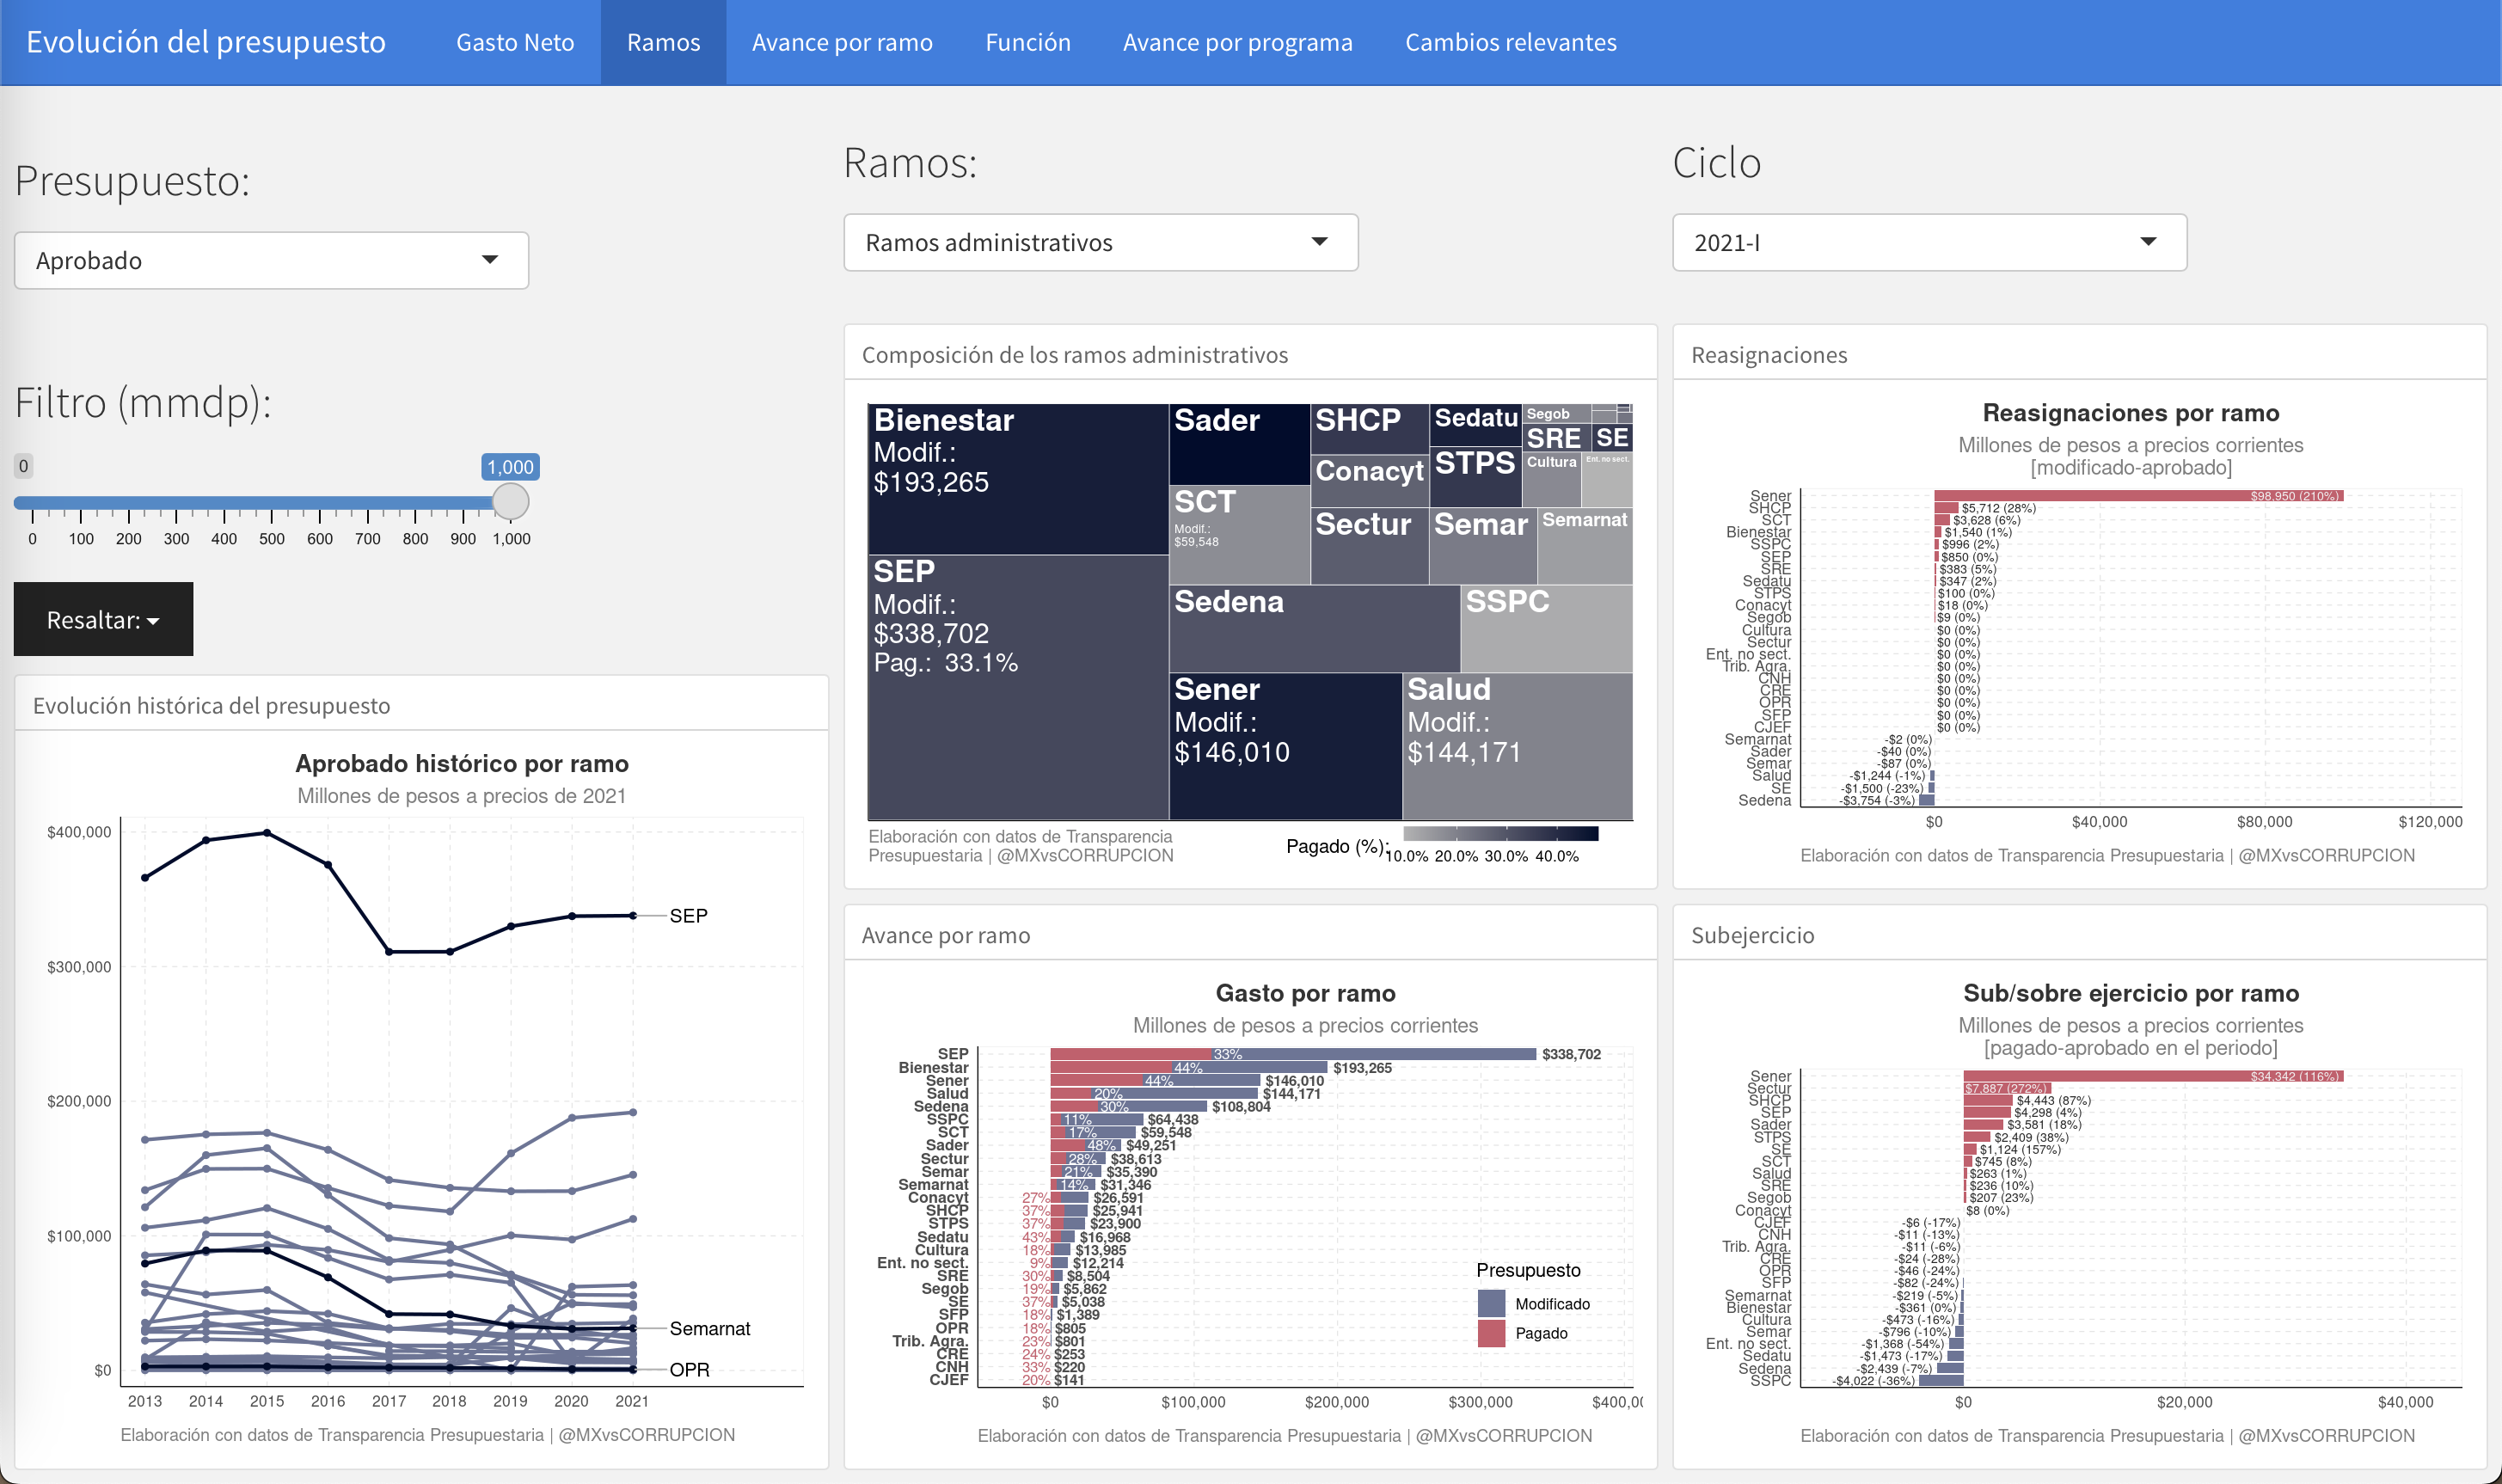 Evolución del presupuesto
Gasto Neto
Ramos
Avance por ramo
Función
Avance por programa
Cambios relevantes
Presupuesto:
Aprobado
Filtro (mmdp):
0
1,000
0 100 200 300 400 500 600 700 800 900 1,000
Resaltar:
Evolución histórica del presupuesto
Aprobado histórico por ramo
Millones de pesos a precios de 2021
$400,000
$300,000
$200,000
$100,000
$0
SEP
Semarnat
OPR
2013 2014 2015 2016 2017 2018 2019 2020 2021
Elaboración con datos de Transparencia Presupuestaria | @MXvsCORRUPCION
Ramos:
Ramos administrativos
Composición de los ramos administrativos
Bienestar
Modif.:
$193,265
SEP
Modif.:
$338,702
Pag.: 33.1%
Sader
SCT
Modif.:
$59,548
SHCP
Conacyt
Sectur
Sedatu
STPS
Semar
Segob
SRE
SE
Cultura
Ent. no sect.
Semarnat
Sedena
SSPC
Sener
Modif.:
$146,010
Salud
Modif.:
$144,171
Elaboración con datos de Transparencia
Presupuestaria | @MXvsCORRUPCION
Pagado (%):
10.0% 20.0% 30.0% 40.0%
Avance por ramo
Gasto por ramo
Millones de pesos a precios corrientes
SEP 33% $338,702
Bienestar 44% $193,265
Sener 44% $146,010
Salud 20% $144,171
Sedena 30% $108,804
SSPC 11% $64,438
SCT 17% $59,548
Sader 48% $49,251
Sectur 28% $38,613
Semar 21% $35,390
Semarnat 14% $31,346
Conacyt 27% $26,591
SHCP 37% $25,941
STPS 37% $23,900
Sedatu 43% $16,968
Cultura 18% $13,985
Ent. no sect. 9% $12,214
SRE 30% $8,504
Segob 19% $5,862
SE 37% $5,038
SFP 18% $1,389
OPR 18% $805
Trib. Agra. 23% $801
CRE 24% $253
CNH 33% $220
CJEF 20% $141
Presupuesto
Modificado
Pagado
$0 $100,000 $200,000 $300,000 $400,0
Elaboración con datos de Transparencia Presupuestaria | @MXvsCORRUPCION
Ciclo
2021-I
Reasignaciones
Reasignaciones por ramo
Millones de pesos a precios corrientes
[modificado-aprobado]
Sener $98,950 (210%)
SHCP $5,712 (28%)
SCT $3,628 (6%)
Bienestar $1,540 (1%)
SSPC $996 (2%)
SEP $850 (0%)
SRE $383 (5%)
Sedatu $347 (2%)
STPS $100 (0%)
Conacyt $18 (0%)
Segob $9 (0%)
Cultura $0 (0%)
Sectur $0 (0%)
Ent. no sect. $0 (0%)
Trib. Agra. $0 (0%)
CNH $0 (0%)
CRE $0 (0%)
OPR $0 (0%)
SFP $0 (0%)
CJEF $0 (0%)
Semarnat -$2 (0%)
Sader -$40 (0%)
Semar -$87 (0%)
Salud -$1,244 (-1%)
SE -$1,500 (-23%)
Sedena -$3,754 (-3%)
$0 $40,000 $80,000 $120,000
Elaboración con datos de Transparencia Presupuestaria | @MXvsCORRUPCION
Subejercicio
Sub/sobre ejercicio por ramo
Millones de pesos a precios corrientes
[pagado-aprobado en el periodo]
Sener $34,342 (116%)
Sectur $7,887 (272%)
SHCP $4,443 (87%)
SEP $4,298 (4%)
Sader $3,581 (18%)
STPS $2,409 (38%)
SE $1,124 (157%)
SCT $745 (8%)
Salud $263 (1%)
SRE $236 (10%)
Segob $207 (23%)
Conacyt $8 (0%)
CJEF -$6 (-17%)
CNH -$11 (-13%)
Trib. Agra. -$11 (-6%)
CRE -$24 (-28%)
OPR -$46 (-24%)
SFP -$82 (-24%)
Semarnat -$219 (-5%)
Bienestar -$361 (0%)
Cultura -$473 (-16%)
Semar -$796 (-10%)
Ent. no sect. -$1,368 (-54%)
Sedatu -$1,473 (-17%)
Sedena -$2,439 (-7%)
SSPC -$4,022 (-36%)
$0 $20,000 $40,000
Elaboración con datos de Transparencia Presupuestaria | @MXvsCORRUPCION